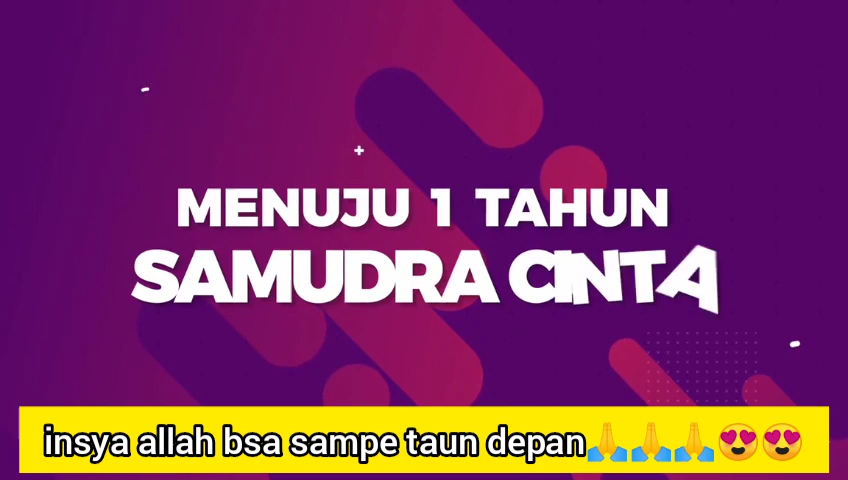 MENUJU 1 TAHUN
SAMUDRA CINTA
insya allah bsa sampe taun depan🙏🙏🙏😍😍